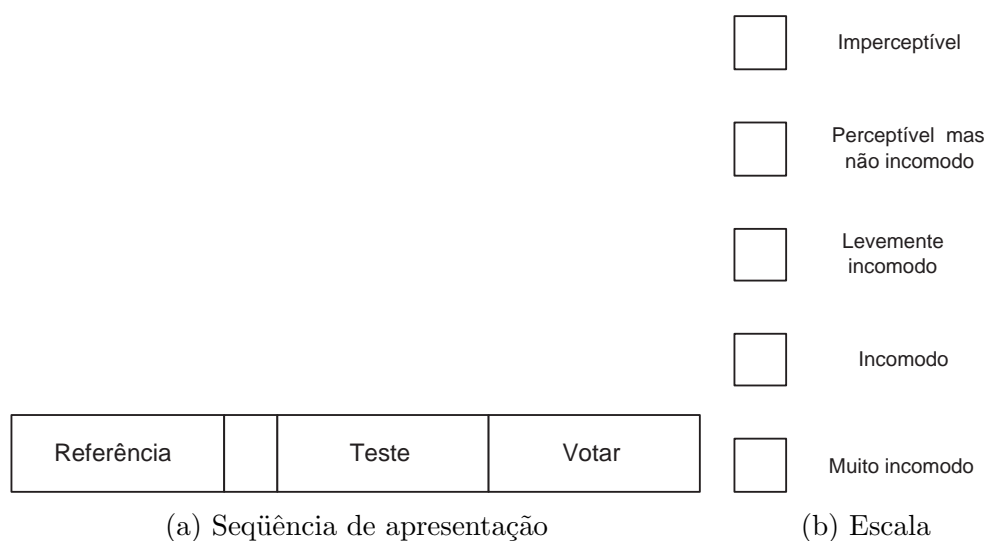 Imperceptível
Perceptível mas
não incomodo
Levemente
incomodo
Incomodo
Muito incomodo
Referência
Teste
Votar
(a) Seqüência de apresentação
(b) Escala